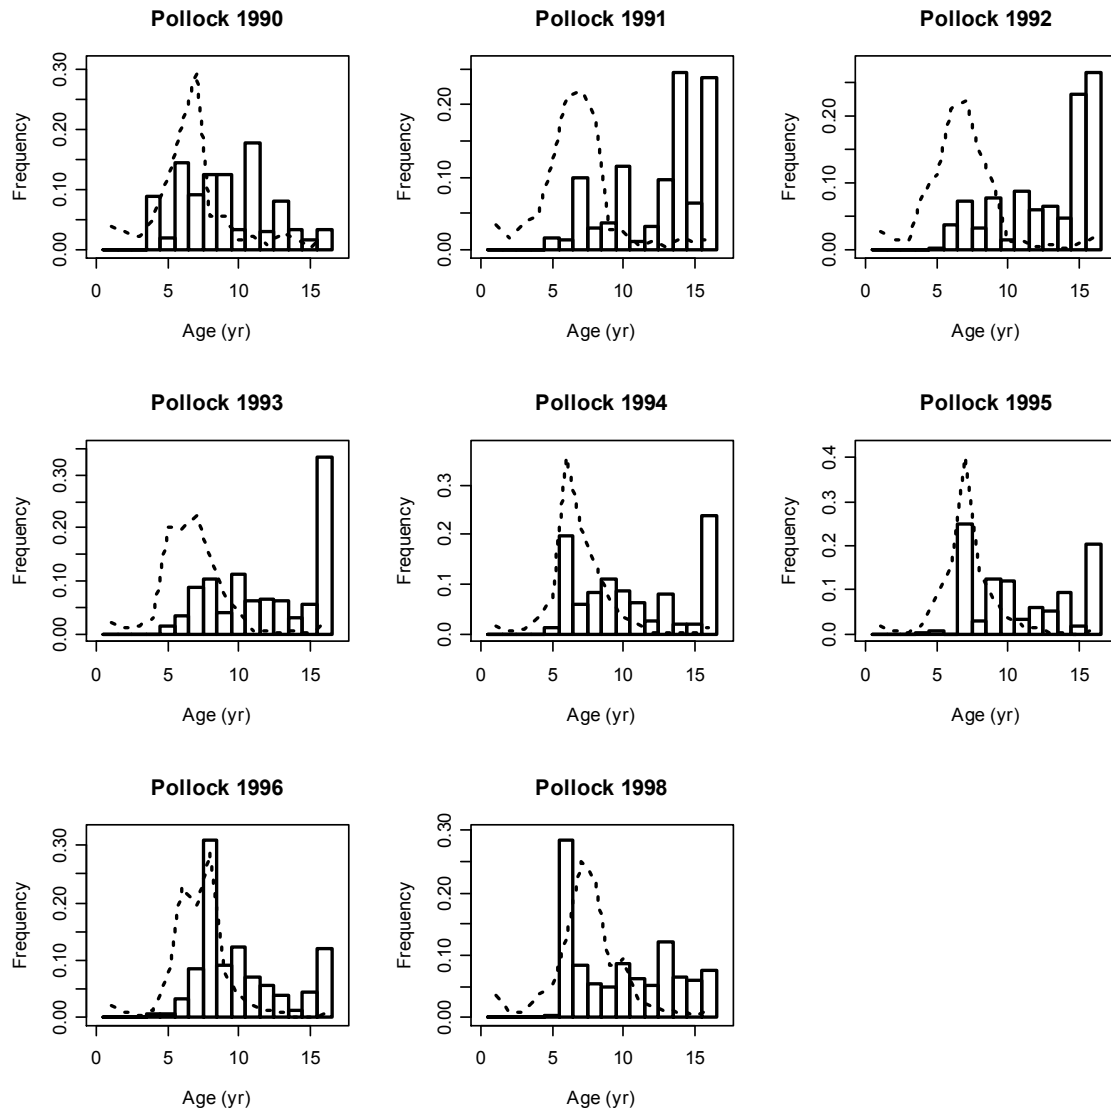 Pollock 1990
Pollock 1991
Pollock 1992
Frequency
0.00 0.10 0.20 0.30
0 5 10 15
Age (yr)
Frequency
0.00 0.10 0.20
0 5 10 15
Age (yr)
Frequency
0.00 0.10 0.20
0 5 10 15
Age (yr)
Pollock 1993
Pollock 1994
Pollock 1995
Frequency
0.00 0.10 0.20 0.30
0 5 10 15
Age (yr)
Frequency
0.0 0.1 0.2 0.3
0 5 10 15
Age (yr)
Frequency
0.0 0.1 0.2 0.3 0.4
0 5 10 15
Age (yr)
Pollock 1996
Pollock 1998
Frequency
0.00 0.10 0.20 0.30
0 5 10 15
Age (yr)
Frequency
0.00 0.10 0.20 0.30
0 5 10 15
Age (yr)